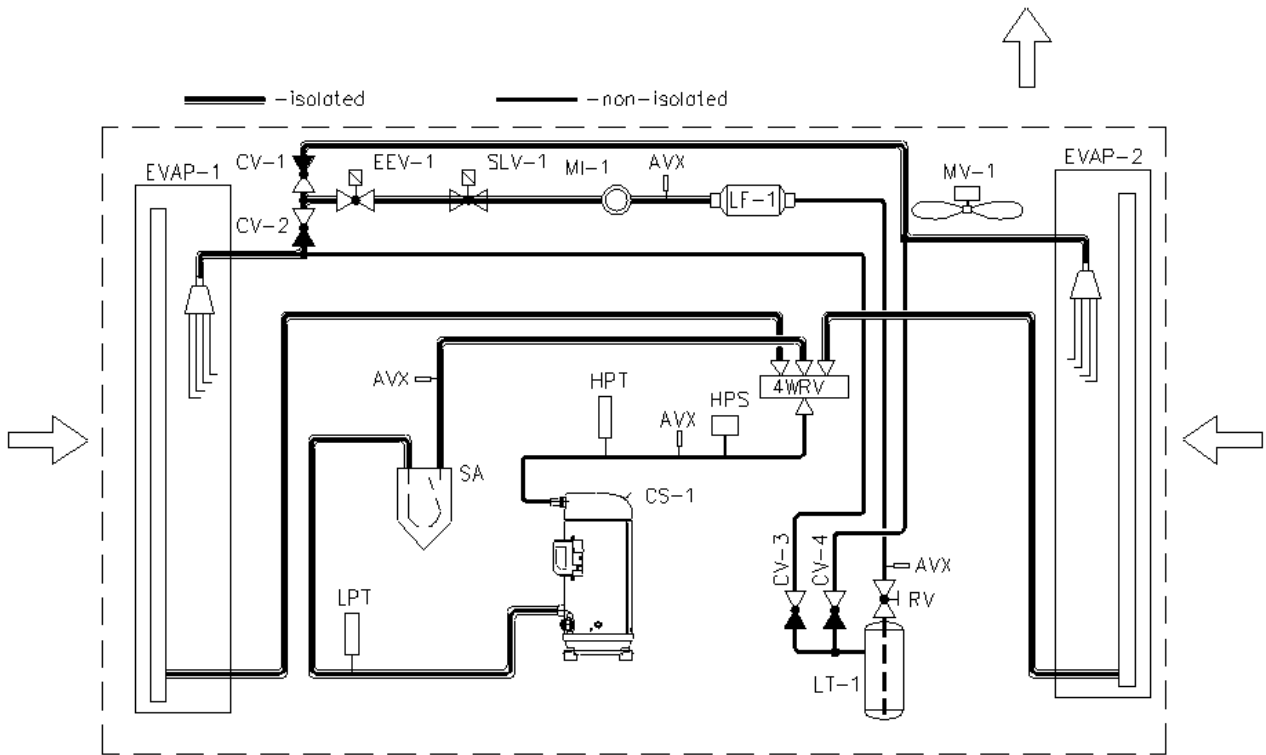 -isolated
-non-isolated
EVAP-1
CV-1
EEV-1
SLV-1
MI-1
AVX
LF-1
MV-1
EVAP-2
CV-2
4WRV
AVX
HPT
AVX
HPS
SA
CS-1
CV-3
CV-4
AVX
LPT
RV
LT-1